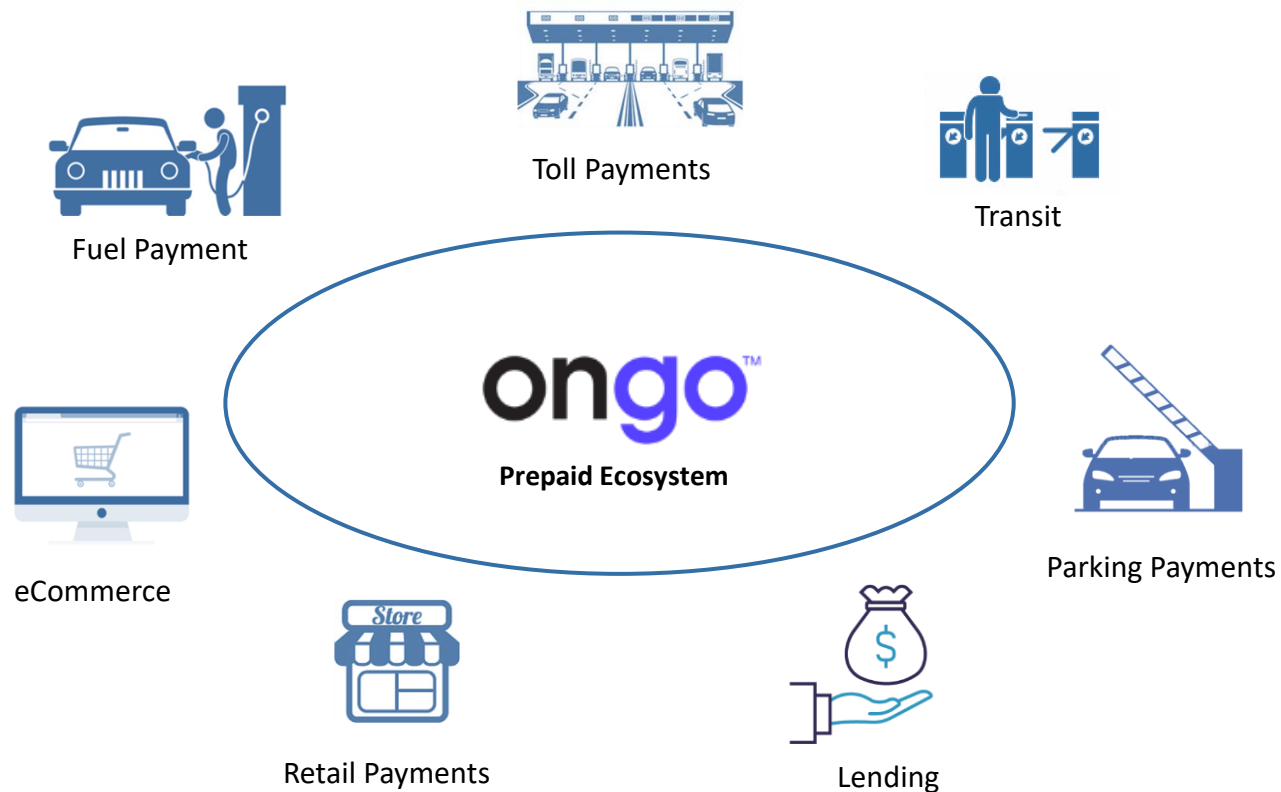 Toll Payments
Transit
Fuel Payment
ongo™
Prepaid Ecosystem
Parking Payments
eCommerce
Store
$
Retail Payments
Lending